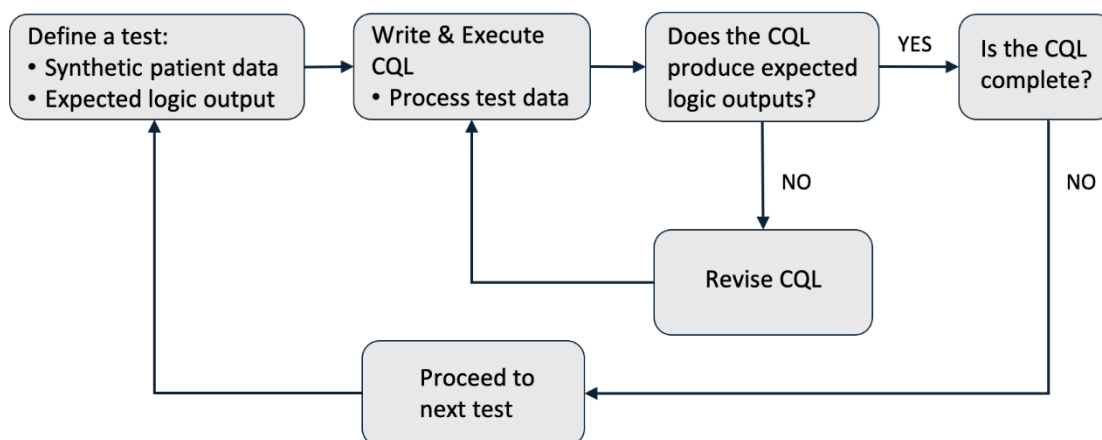 Define a test:
• Synthetic patient data
• Expected logic output
Write & Execute
CQL
• Process test data
Does the CQL
produce expected
logic outputs?
YES
Is the CQL
complete?
NO
NO
Revise CQL
Proceed to
next test